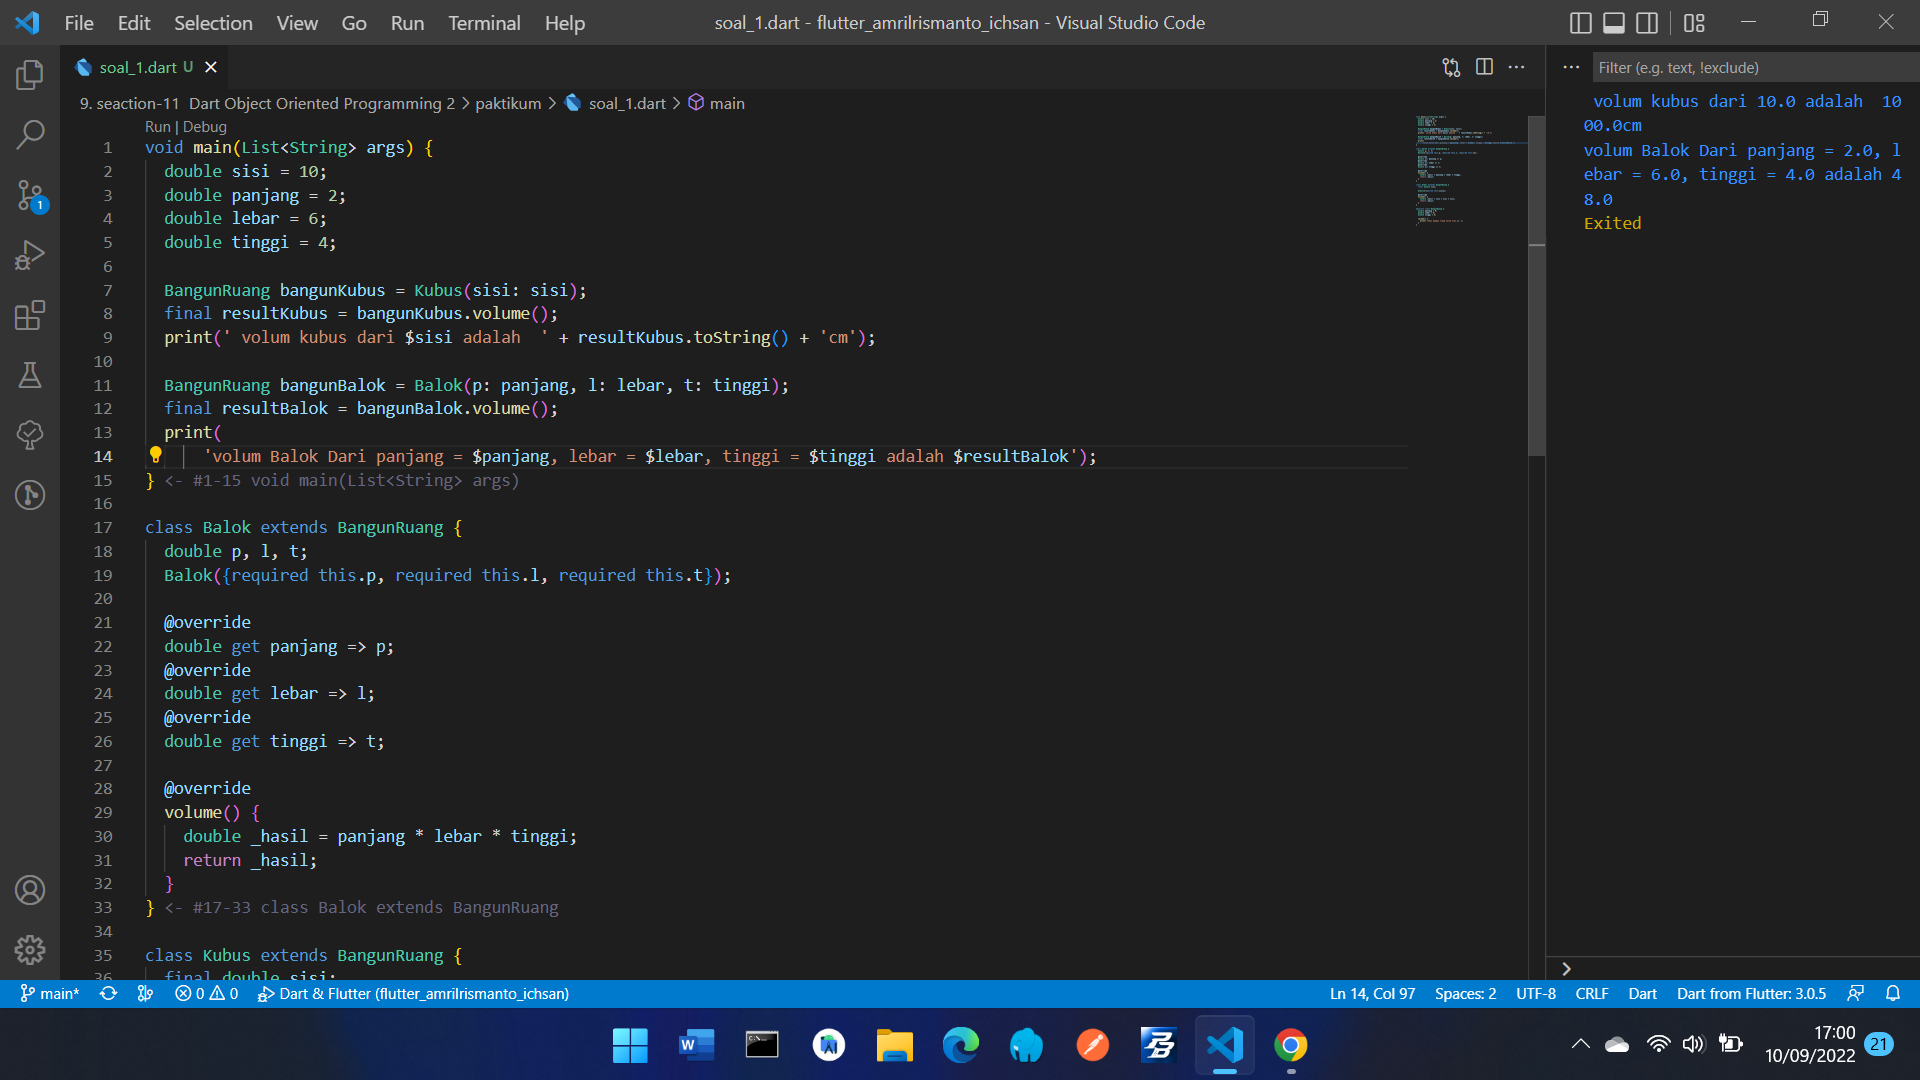 File Edit Selection View Go Run Terminal Help
soal_1.dart - flutter_amrilrismanto_ichsan - Visual Studio Code
soal_1.dart U
9. seaction-11 Dart Object Oriented Programming 2 > paktikum > soal_1.dart > main
Run | Debug
1 void main(List<String> args) {
2 double sisi = 10;
3 double panjang = 2;
4 double lebar = 6;
5 double tinggi = 4;
6
7 BangunRuang bangunKubus = Kubus(sisi: sisi);
8 final resultKubus = bangunKubus.volume();
9 print(' volum kubus dari $sisi adalah  ' + resultKubus.toString() + 'cm');
10
11 BangunRuang bangunBalok = Balok(p: panjang, l: lebar, t: tinggi);
12 final resultBalok = bangunBalok.volume();
13 print(
14 'volum Balok Dari panjang = $panjang, lebar = $lebar, tinggi = $tinggi adalah $resultBalok');
15 } <- #1-15 void main(List<String> args)
16
17 class Balok extends BangunRuang {
18 double p, l, t;
19 Balok({required this.p, required this.l, required this.t});
20
21 @override
22 double get panjang => p;
23 @override
24 double get lebar => l;
25 @override
26 double get tinggi => t;
27
28 @override
29 volume() {
30 double _hasil = panjang * lebar * tinggi;
31 return _hasil;
32 }
33 } <- #17-33 class Balok extends BangunRuang
34
35 class Kubus extends BangunRuang {
36 final double sisi;
Filter (e.g. text, !exclude)
volum kubus dari 10.0 adalah  10
00.0cm
volum Balok Dari panjang = 2.0, l
ebar = 6.0, tinggi = 4.0 adalah 4
8.0
Exited
1
main* 0 0 Dart & Flutter (flutter_amrilrismanto_ichsan)
Ln 14, Col 97 Spaces: 2 UTF-8 CRLF Dart Dart from Flutter: 3.0.5
17:00
10/09/2022
21